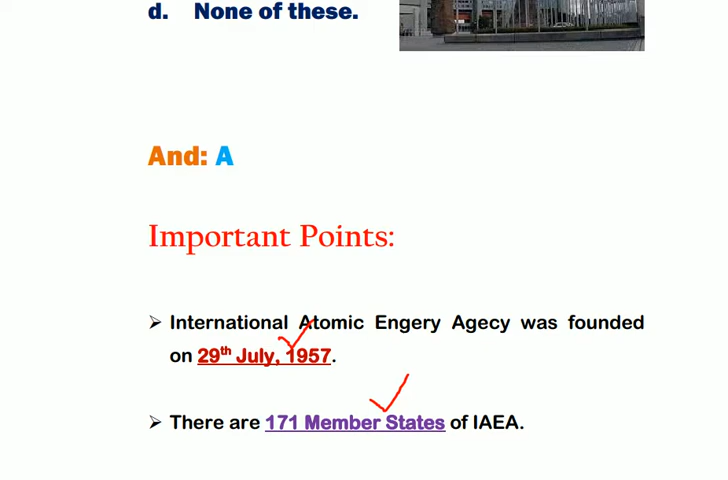 d. None of these.
And: A
Important Points:
➢ International Atomic Engery Agecy was founded
on 29th July, 1957.
➢ There are 171 Member States of IAEA.